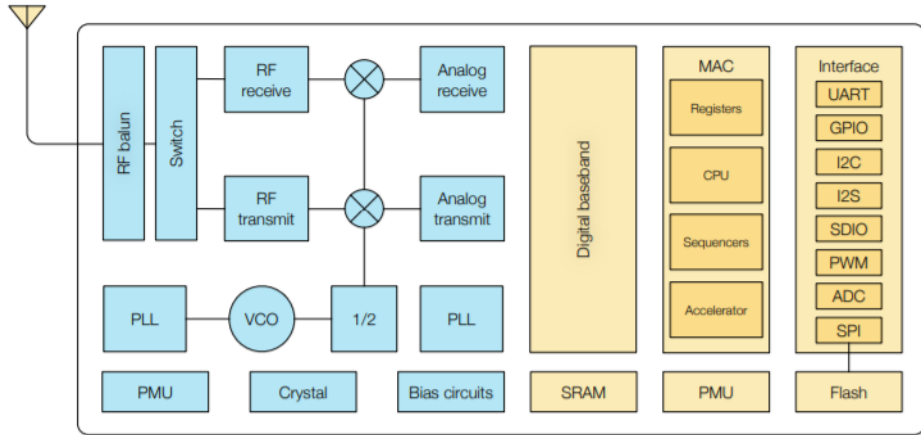 RF balun
Switch
RF
receive
Analog
receive
RF
transmit
Analog
transmit
PLL
VCO
1/2
PLL
PMU
Crystal
Bias circuits
Digital baseband
SRAM
MAC
Registers
CPU
Sequencers
Accelerator
PMU
Interface
UART
GPIO
I2C
I2S
SDIO
PWM
ADC
SPI
Flash